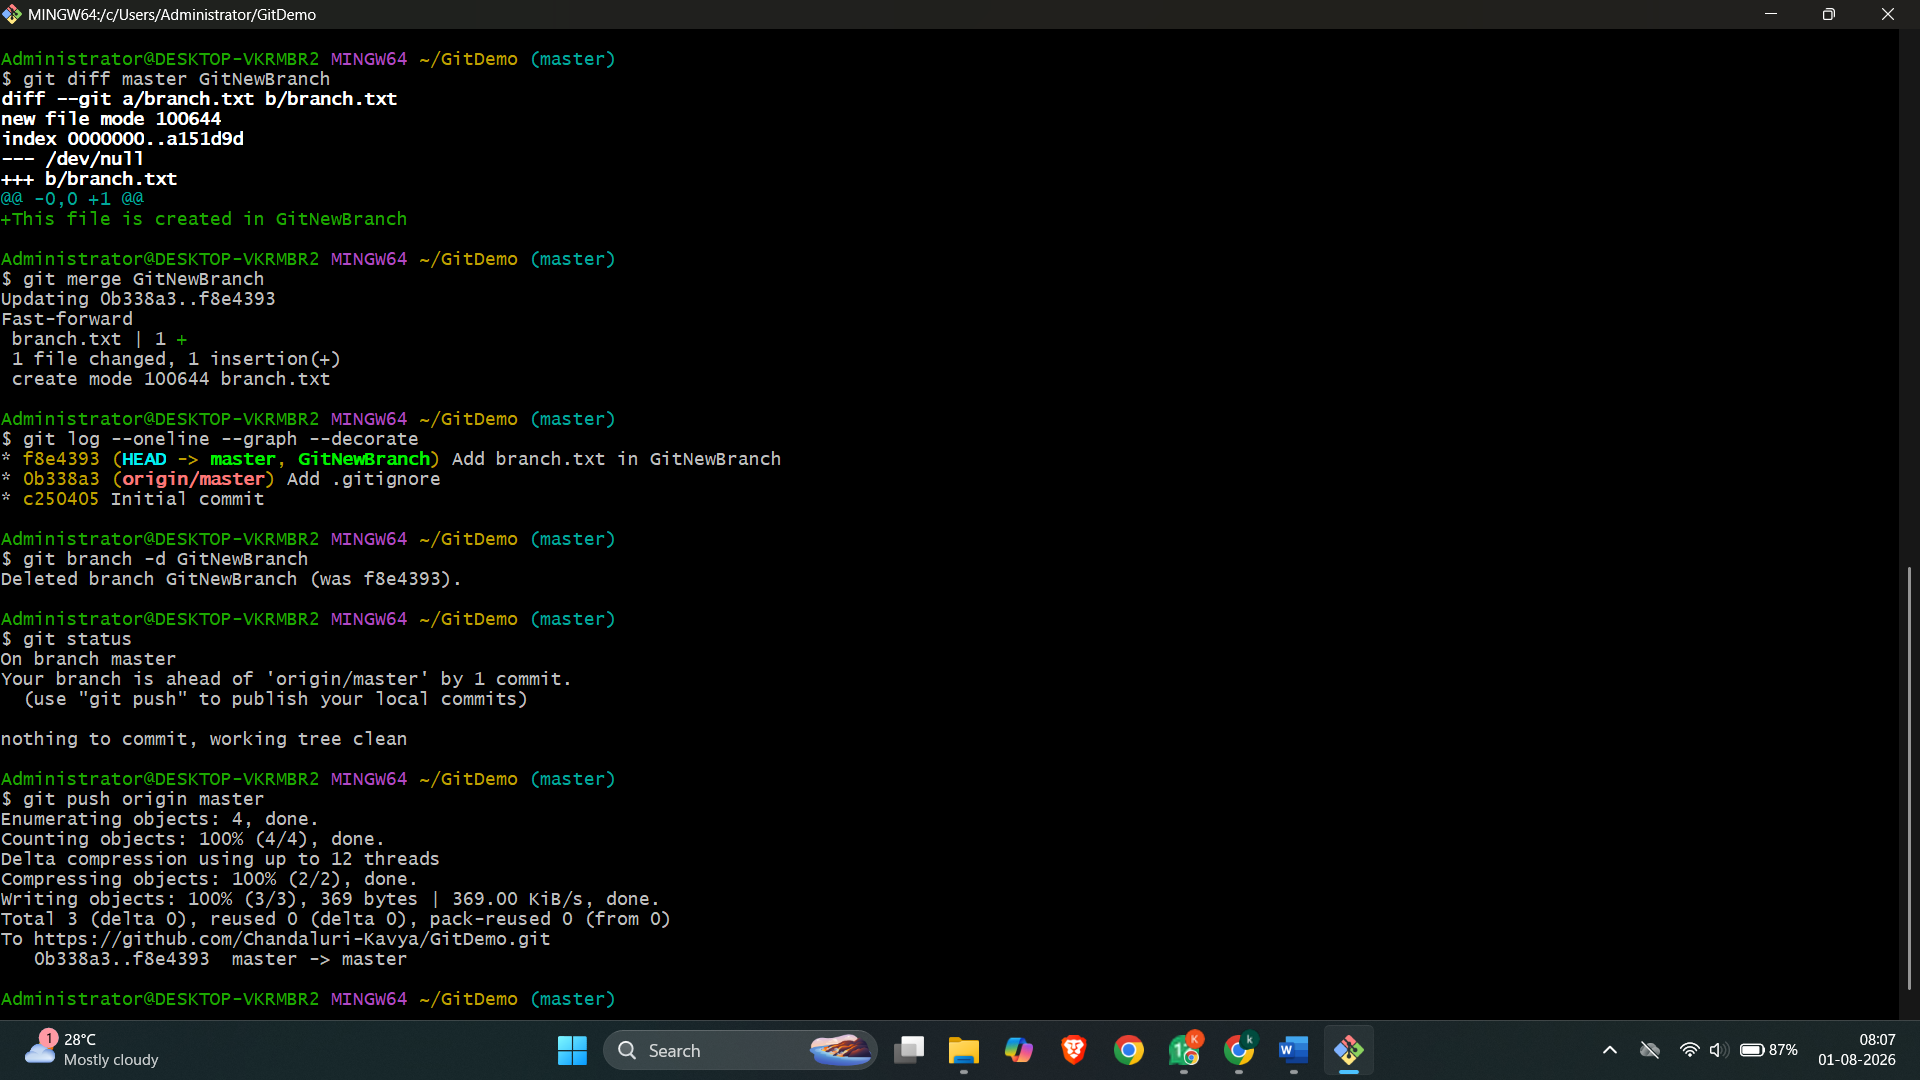 MINGW64:/c/Users/Administrator/GitDemo
Administrator@DESKTOP-VKRMBR2 MINGW64 ~/GitDemo (master)
$ git diff master GitNewBranch
diff --git a/branch.txt b/branch.txt
new file mode 100644
index 0000000..a151d9d
--- /dev/null
+++ b/branch.txt
@@ -0,0 +1 @@
+This file is created in GitNewBranch
Administrator@DESKTOP-VKRMBR2 MINGW64 ~/GitDemo (master)
$ git merge GitNewBranch
Updating 0b338a3..f8e4393
Fast-forward
 branch.txt | 1 +
 1 file changed, 1 insertion(+)
 create mode 100644 branch.txt
Administrator@DESKTOP-VKRMBR2 MINGW64 ~/GitDemo (master)
$ git log --oneline --graph --decorate
* f8e4393 (HEAD -> master, GitNewBranch) Add branch.txt in GitNewBranch
* 0b338a3 (origin/master) Add .gitignore
* c250405 Initial commit
Administrator@DESKTOP-VKRMBR2 MINGW64 ~/GitDemo (master)
$ git branch -d GitNewBranch
Deleted branch GitNewBranch (was f8e4393).
Administrator@DESKTOP-VKRMBR2 MINGW64 ~/GitDemo (master)
$ git status
On branch master
Your branch is ahead of 'origin/master' by 1 commit.
  (use "git push" to publish your local commits)
nothing to commit, working tree clean
Administrator@DESKTOP-VKRMBR2 MINGW64 ~/GitDemo (master)
$ git push origin master
Enumerating objects: 4, done.
Counting objects: 100% (4/4), done.
Delta compression using up to 12 threads
Compressing objects: 100% (2/2), done.
Writing objects: 100% (3/3), 369 bytes | 369.00 KiB/s, done.
Total 3 (delta 0), reused 0 (delta 0), pack-reused 0 (from 0)
To https://github.com/Chandaluri-Kavya/GitDemo.git
   0b338a3..f8e4393  master -> master
Administrator@DESKTOP-VKRMBR2 MINGW64 ~/GitDemo (master)
1
28°C
Mostly cloudy
Search
1
K
k
W
87%
08:07
01-08-2026